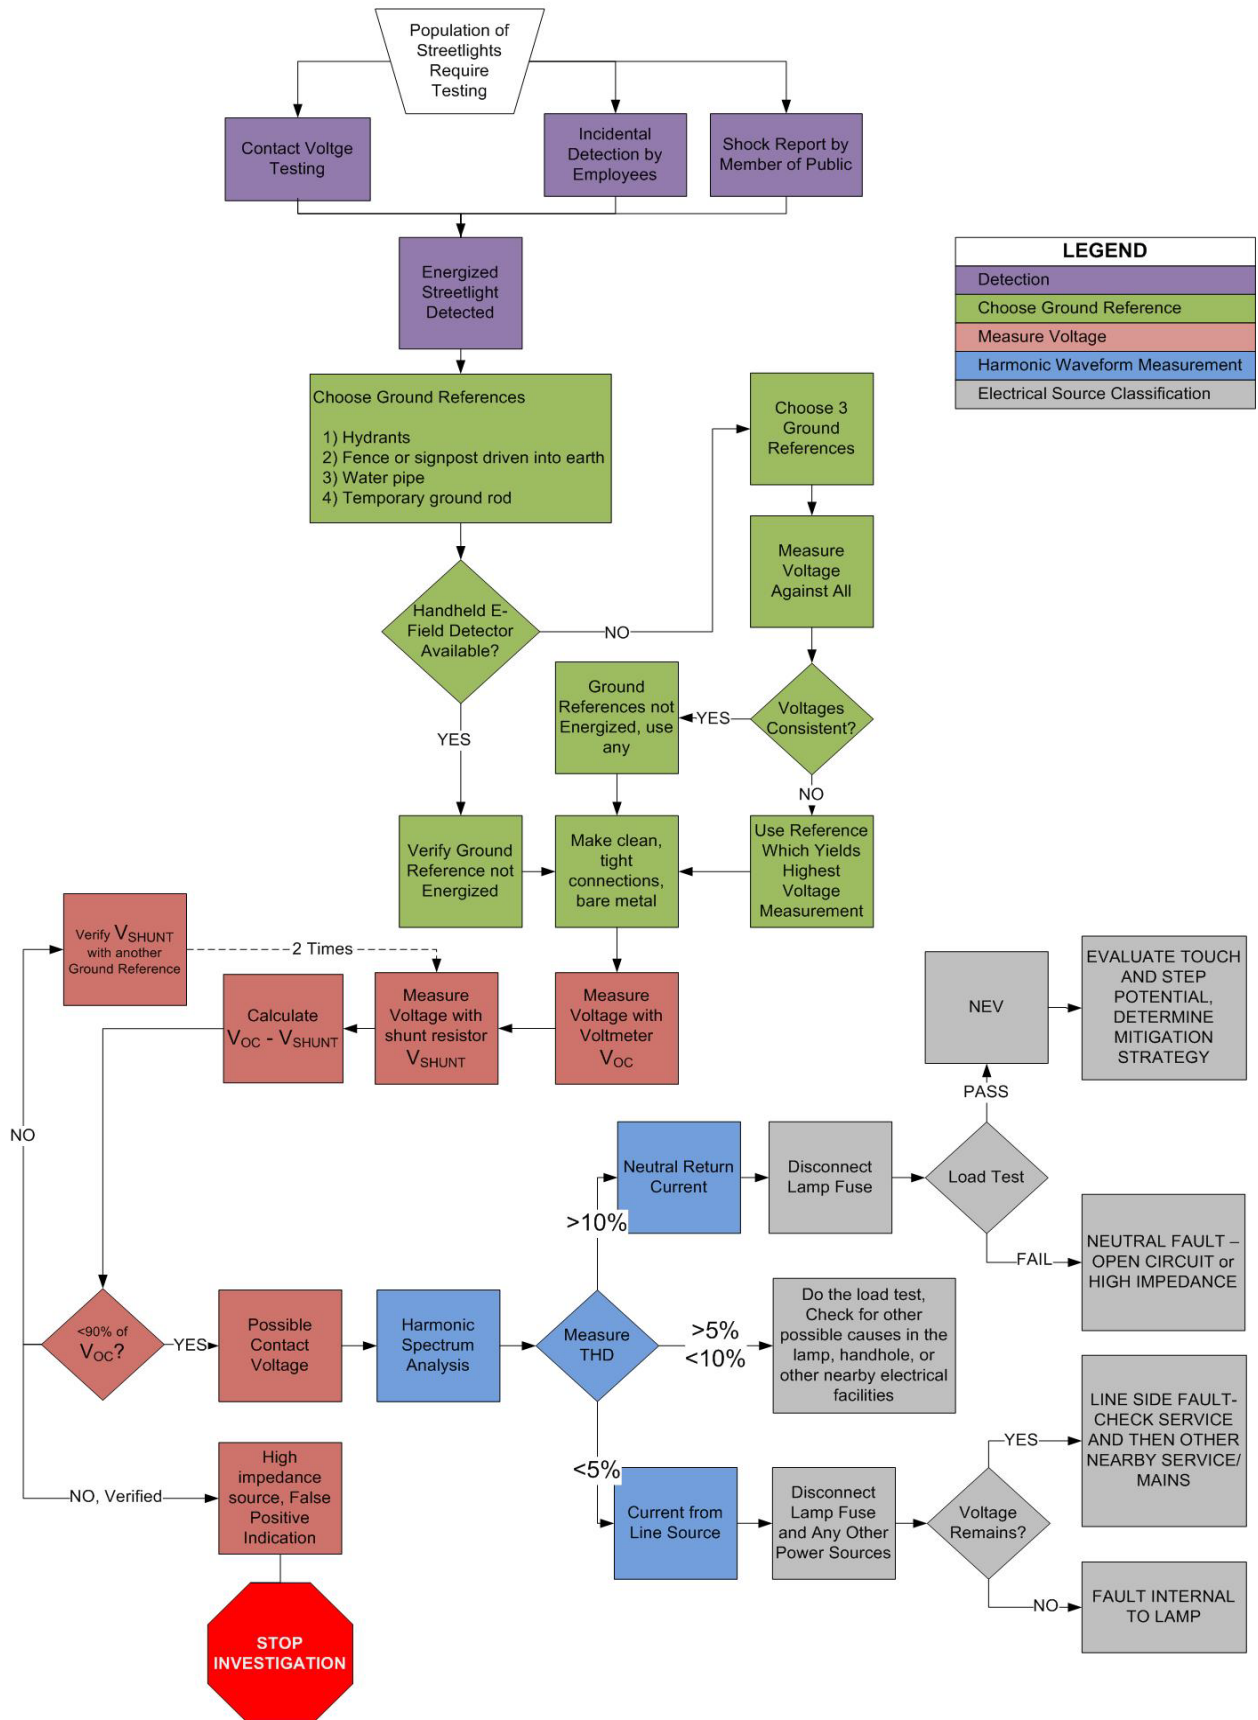 Population of
Streetlights
Require
Testing
Contact Voltge
Testing
Incidental
Detection by
Employees
Shock Report by
Member of Public
Energized
Streetlight
Detected
LEGEND
Detection
Choose Ground Reference
Measure Voltage
Harmonic Waveform Measurement
Electrical Source Classification
Choose Ground References
1) Hydrants
2) Fence or signpost driven into earth
3) Water pipe
4) Temporary ground rod
Choose 3
Ground
References
Measure
Voltage
Against All
Handheld E-
Field Detector
Available?
NO
YES
Ground
References not
Energized, use
any
YES
Voltages
Consistent?
NO
Verify Ground
Reference not
Energized
Make clean,
tight
connections,
bare metal
Use Reference
Which Yields
Highest
Voltage
Measurement
Verify VSHUNT
with another
Ground Reference
2 Times
Calculate
VOC - VSHUNT
Measure
Voltage with
shunt resistor
VSHUNT
Measure
Voltage with
Voltmeter
VOC
NEV
EVALUATE TOUCH
AND STEP
POTENTIAL,
DETERMINE
MITIGATION
STRATEGY
PASS
NO
Neutral Return
Current
Disconnect
Lamp Fuse
Load Test
>10%
FAIL
NEUTRAL FAULT –
OPEN CIRCUIT or
HIGH IMPEDANCE
<90% of
VOC?
YES
Possible
Contact
Voltage
Harmonic
Spectrum
Analysis
Measure
THD
>5%
<10%
Do the load test,
Check for other
possible causes in the
lamp, handhole, or
other nearby electrical
facilities
NO, Verified
High
impedance
source, False
Positive
Indication
<5%
Current from
Line Source
Disconnect
Lamp Fuse
and Any Other
Power Sources
Voltage
Remains?
YES
LINE SIDE FAULT-
CHECK SERVICE
AND THEN OTHER
NEARBY SERVICE/
MAINS
NO
FAULT INTERNAL
TO LAMP
STOP
INVESTIGATION